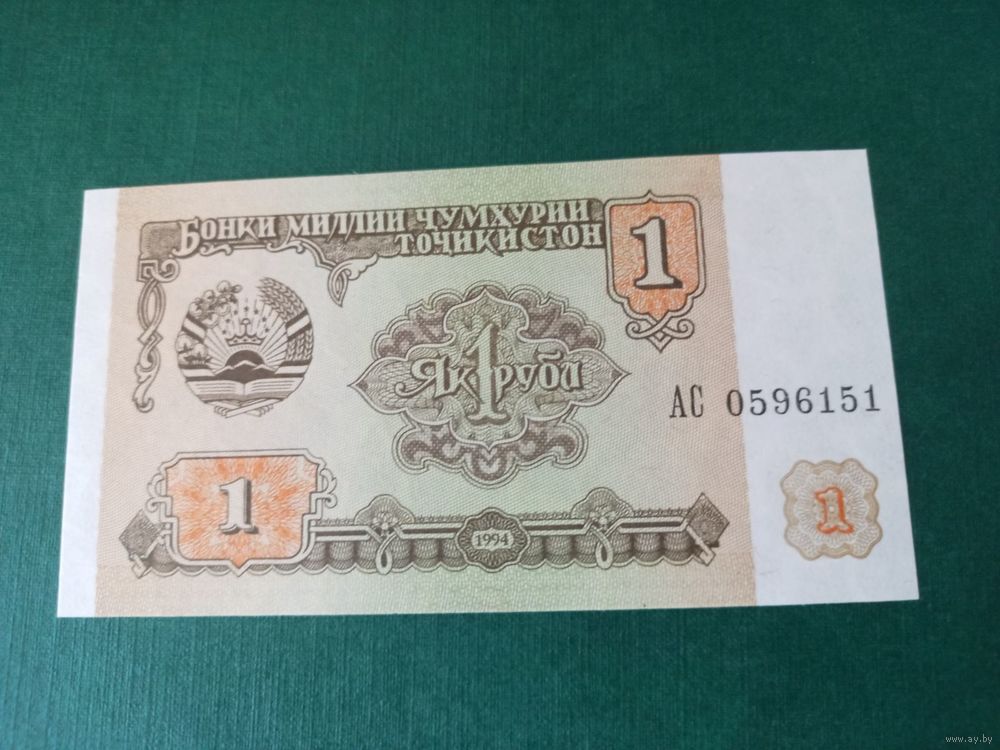 БОНКИ МИЛЛИИ ҶУМҲУРИИ
ТОҶИКИСТОН
1
1
ЯК РУБЛ
АС 0596151
1
1
1994
www.ay.by